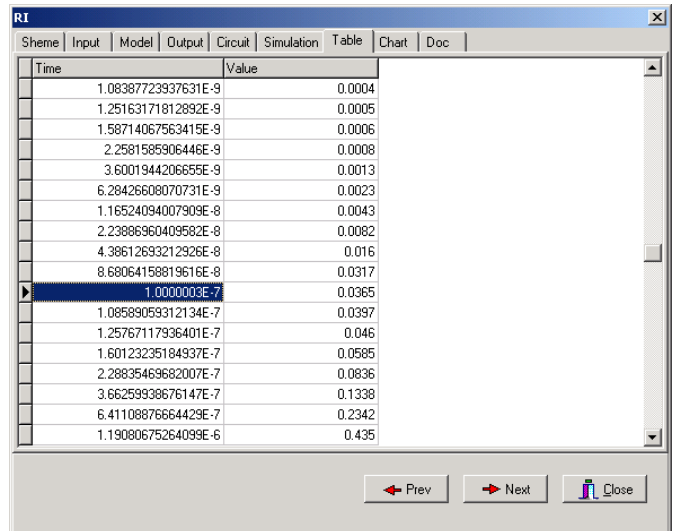 RI
Sheme Input Model Output Circuit Simulation Table Chart Doc
Time Value
1.08387723937631E-9 0.0004
1.25163171812892E-9 0.0005
1.58714067563415E-9 0.0006
2.2581585906446E-9 0.0008
3.6001944206655E-9 0.0013
6.28426608070731E-9 0.0023
1.16524094007909E-8 0.0043
2.23886960409582E-8 0.0082
4.38612693212926E-8 0.016
8.68064158819616E-8 0.0317
1.0000003E-7 0.0365
1.08589059312134E-7 0.0397
1.25767117936401E-7 0.046
1.60123235184937E-7 0.0585
2.28835469682007E-7 0.0836
3.66259938676147E-7 0.1338
6.41108876664429E-7 0.2342
1.19080675264099E-6 0.435
Prev Next Close